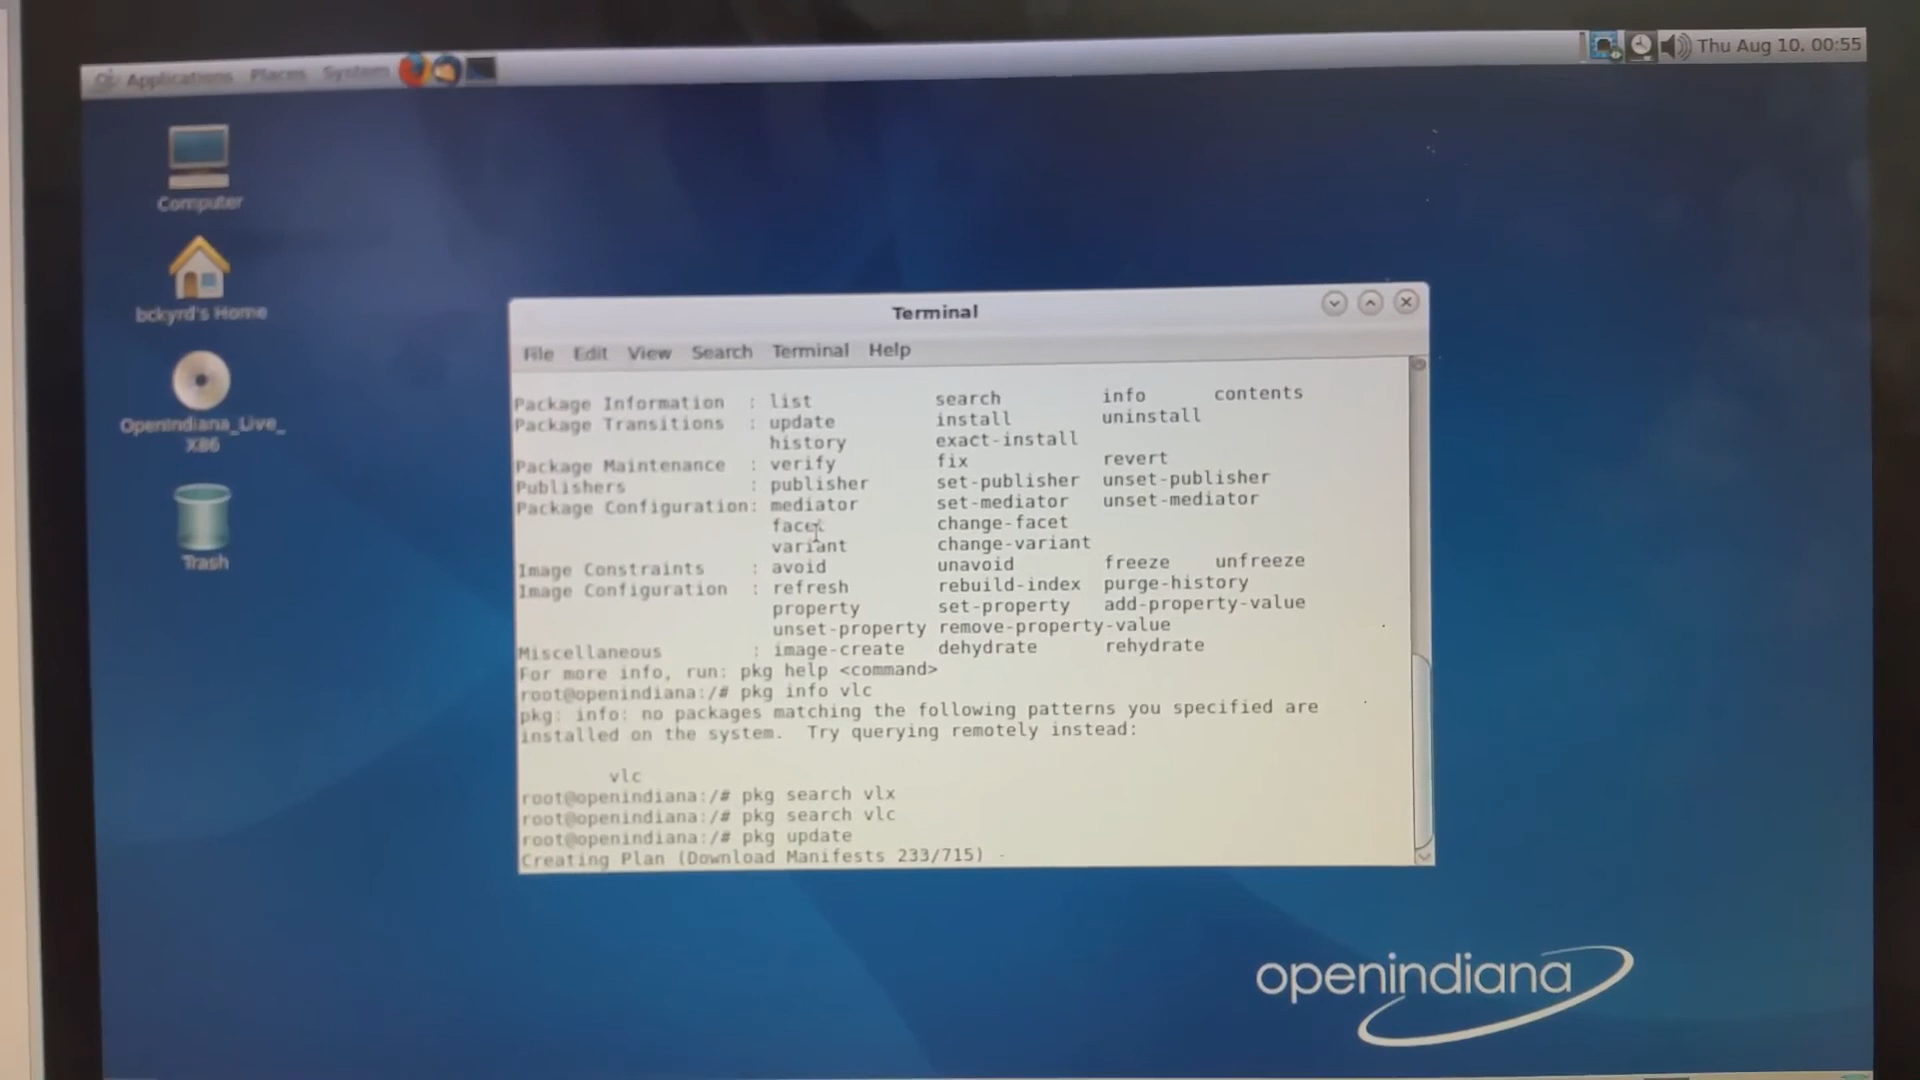 Applications Places System
Thu Aug 10, 00:55
Computer
bckyrd's Home
OpenIndiana_Live_
X86
Trash
Terminal
File Edit View Search Terminal Help
Package Information : list search info contents
Package Transitions : update install uninstall
history exact-install
Package Maintenance : verify fix revert
Publishers : publisher set-publisher unset-publisher
Package Configuration: mediator set-mediator unset-mediator
facet change-facet
variant change-variant
Image Constraints : avoid unavoid freeze unfreeze
Image Configuration : refresh rebuild-index purge-history
property set-property add-property-value
unset-property remove-property-value
Miscellaneous : image-create dehydrate rehydrate
For more info, run: pkg help <command>
root@openindiana:/# pkg info vlc
pkg: info: no packages matching the following patterns you specified are
installed on the system. Try querying remotely instead:
vlc
root@openindiana:/# pkg search vlx
root@openindiana:/# pkg search vlc
root@openindiana:/# pkg update
Creating Plan (Download Manifests 233/715) -
openindiana